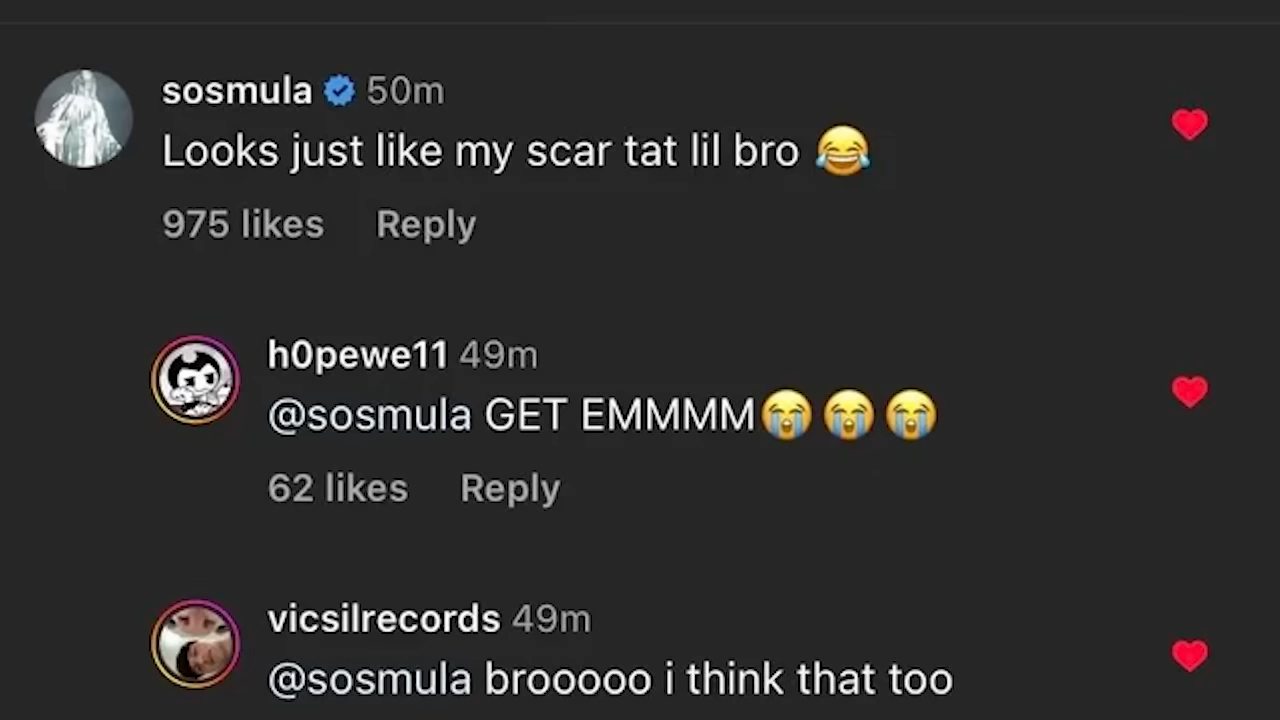 sosmula 50m
Looks just like my scar tat lil bro 😂
975 likes Reply
h0pewe11 49m
@sosmula GET EMMMM😭😭😭
62 likes Reply
vicsilrecords 49m
@sosmula brooooo i think that too